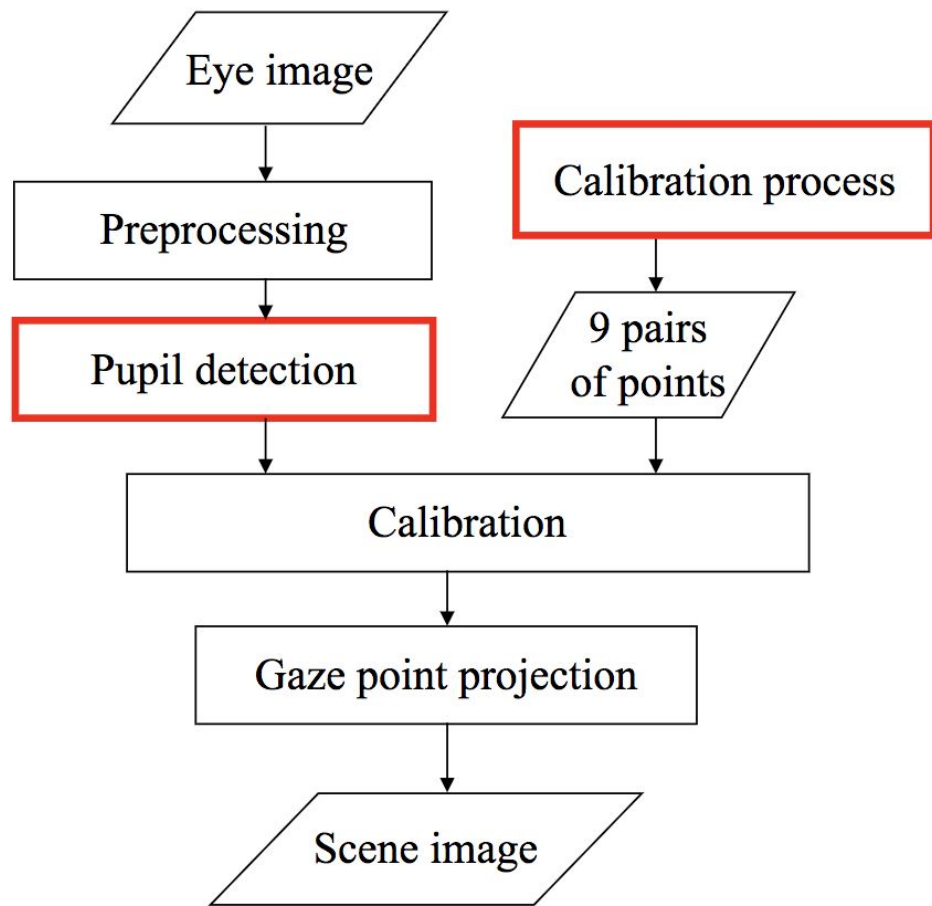 Eye image
Calibration process
Preprocessing
9 pairs
of points
Pupil detection
Calibration
Gaze point projection
Scene image